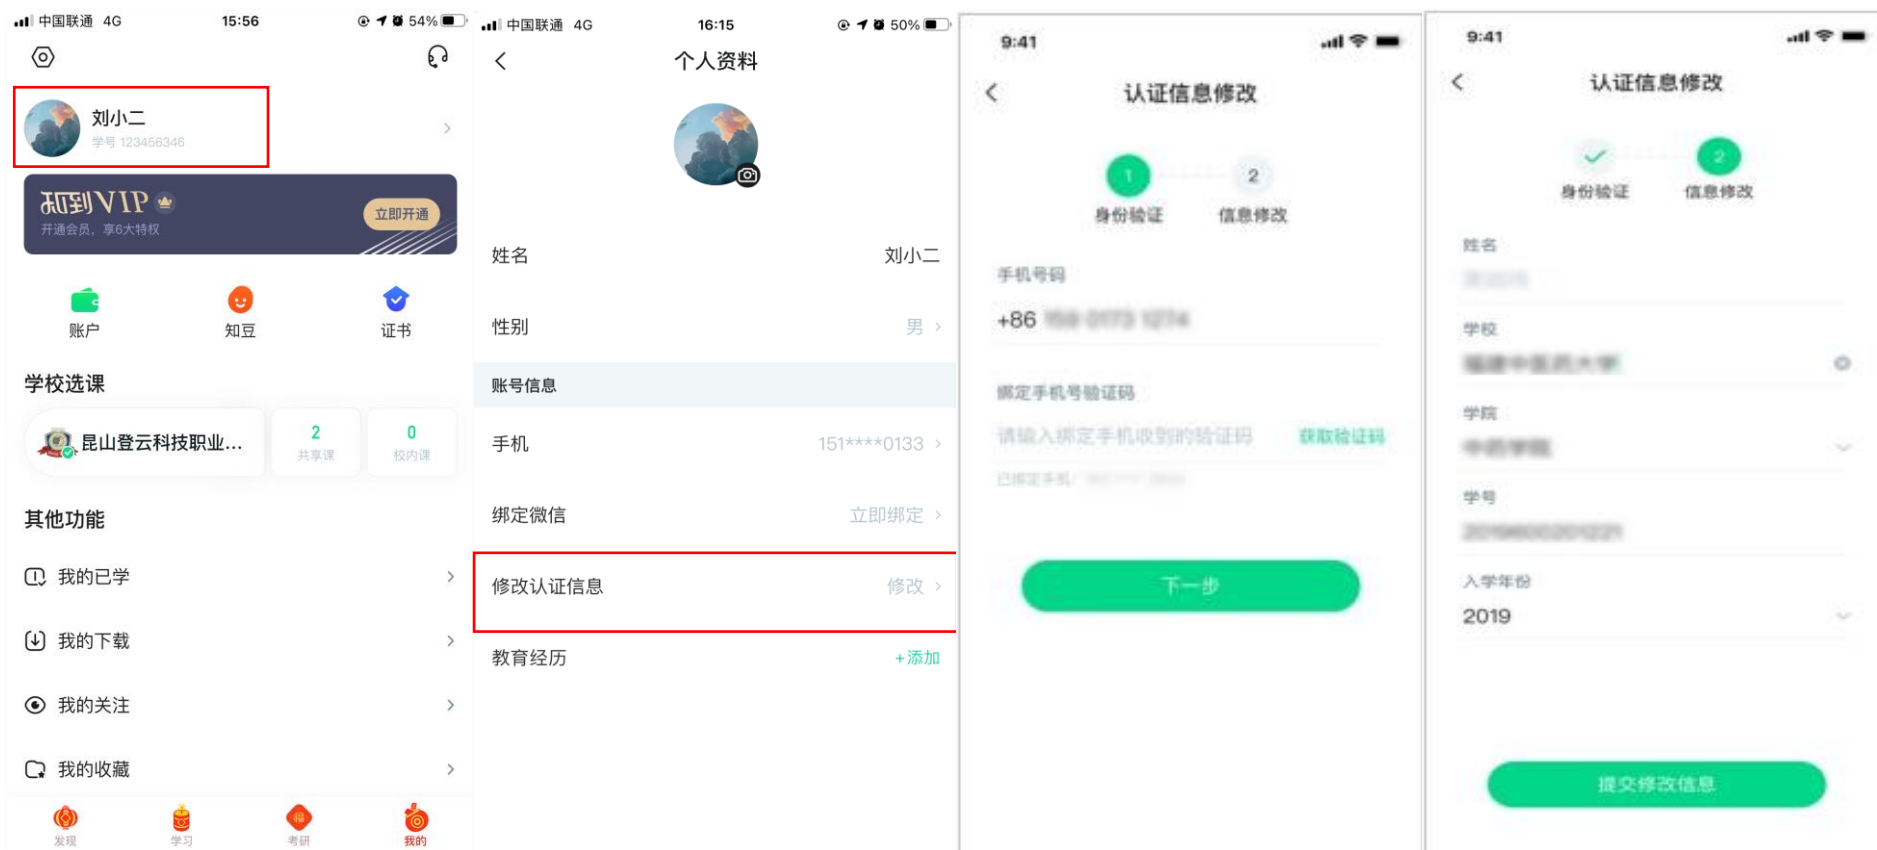 中国联通 4G 15:56 54%
刘小二
学号 123456346
知到VIP
开通会员，享6大特权
立即开通
账户 知豆 证书
学校选课
昆山登云科技职业... 2 0
共享课 校内课
其他功能
我的已学
我的下载
我的关注
我的收藏
发现 学习 考研 我的
中国联通 4G 16:15 50%
个人资料
姓名 刘小二
性别 男
账号信息
手机 151****0133
绑定微信 立即绑定
修改认证信息 修改
教育经历 +添加
9:41
认证信息修改
1 2
身份验证 信息修改
手机号码
+86
绑定手机号验证码
请输入绑定手机收到的验证码 获取验证码
已绑定手机:
下一步
9:41
认证信息修改
2
身份验证 信息修改
姓名
学校
学院
学号
入学年份
2019
提交修改信息